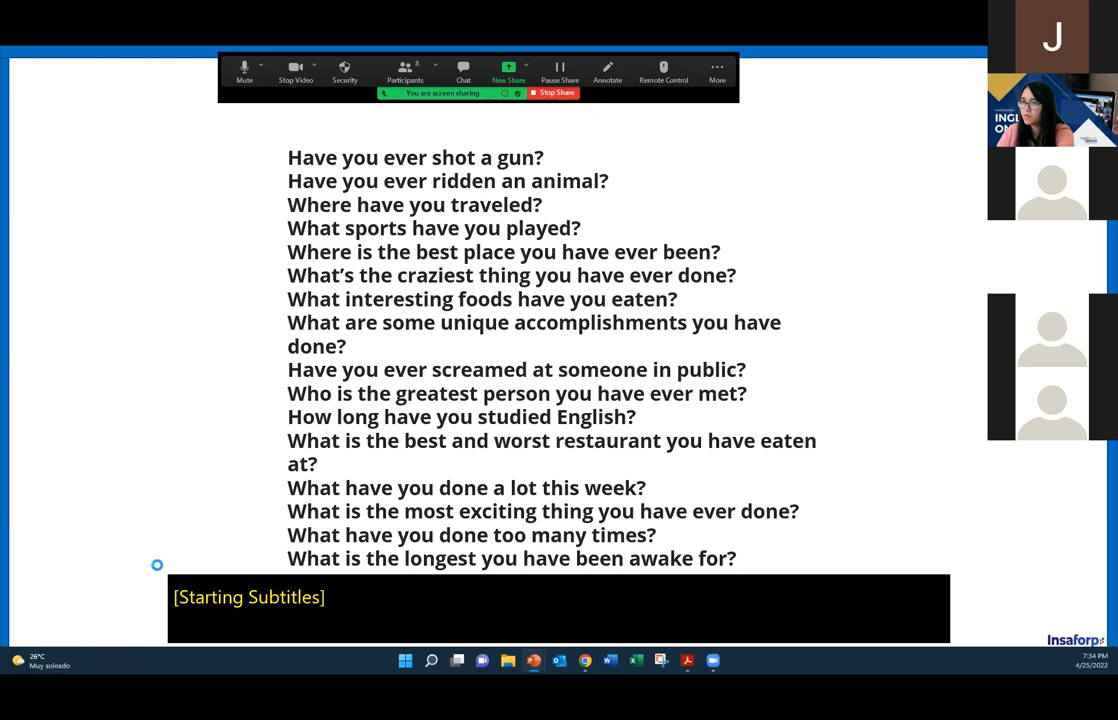 J
Mute
Stop Video
Security
Participants
8
Chat
New Share
Pause Share
Annotate
Remote Control
More
You are screen sharing
Stop Share
INGL
ON
Have you ever shot a gun?
Have you ever ridden an animal?
Where have you traveled?
What sports have you played?
Where is the best place you have ever been?
What’s the craziest thing you have ever done?
What interesting foods have you eaten?
What are some unique accomplishments you have
done?
Have you ever screamed at someone in public?
Who is the greatest person you have ever met?
How long have you studied English?
What is the best and worst restaurant you have eaten
at?
What have you done a lot this week?
What is the most exciting thing you have ever done?
What have you done too many times?
What is the longest you have been awake for?
[Starting Subtitles]
Insaforp
26°C
Muy soleado
7:34 PM
4/25/2022